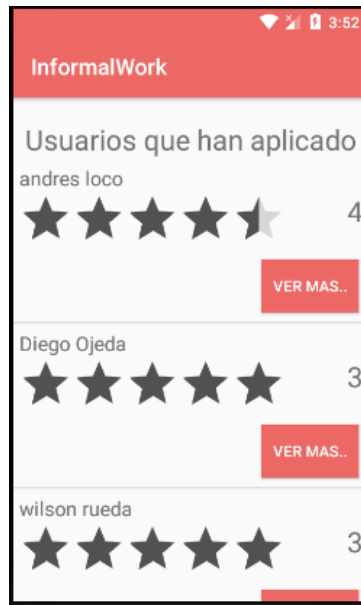 3:52
InformalWork
Usuarios que han aplicado
andres loco
4
VER MAS..
Diego Ojeda
3
VER MAS..
wilson rueda
3